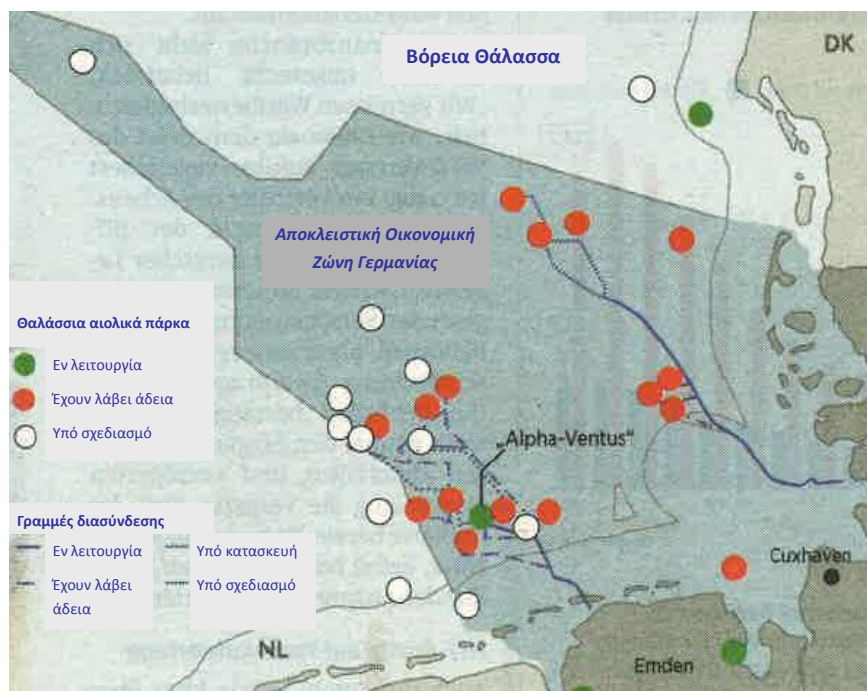 Βόρεια Θάλασσα
DK
Αποκλειστική Οικονομική
Ζώνη Γερμανίας
Θαλάσσια αιολικά πάρκα
Εν λειτουργία
Έχουν λάβει άδεια
Υπό σχεδιασμό
„Alpha-Ventus"
Γραμμές διασύνδεσης
Εν λειτουργία
Υπό κατασκευή
Έχουν λάβει
άδεια
Υπό σχεδιασμό
Cuxhaven
NL
Emden